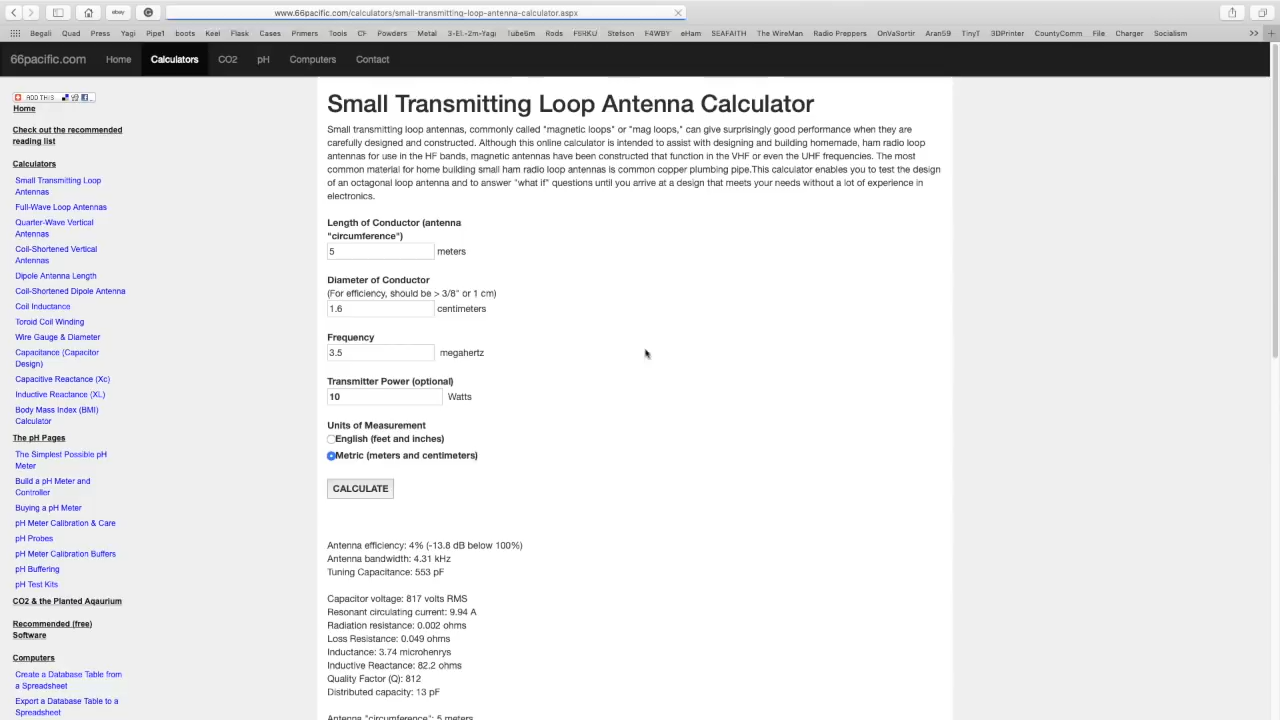 www.66pacific.com/calculators/small-transmitting-loop-antenna-calculator.aspx
ebay
Begali Quad Press Yagi Pipe1 boots Keei Flask Cases Primers Tools CF Powders Metal 3-El.-2m-Yagi Tube6m Rods FERKU Stetson F4WBY eHam SEAFAITH The WireMan Radio Preppers OnVaSortir Aran59 TinyT 3DPrinter CountyComm File Charger Socialism
66pacific.com Home Calculators CO2 pH Computers Contact
ADD THIS
Home
Check out the recommended
reading list
Calculators
Small Transmitting Loop
Antennas
Full-Wave Loop Antennas
Quarter-Wave Vertical
Antennas
Coil-Shortened Vertical
Antennas
Dipole Antenna Length
Coil-Shortened Dipole Antenna
Coil Inductance
Toroid Coil Winding
Wire Gauge & Diameter
Capacitance (Capacitor
Design)
Capacitive Reactance (Xc)
Inductive Reactance (XL)
Body Mass Index (BMI)
Calculator
The pH Pages
The Simplest Possible pH
Meter
Build a pH Meter and
Controller
Buying a pH Meter
pH Meter Calibration & Care
pH Probes
pH Meter Calibration Buffers
pH Buffering
pH Test Kits
CO2 & the Planted Aqaurium
Recommended (free)
Software
Computers
Create a Database Table from
a Spreadsheet
Export a Database Table to a
Spreadsheet
Small Transmitting Loop Antenna Calculator
Small transmitting loop antennas, commonly called "magnetic loops" or "mag loops," can give surprisingly good performance when they are
carefully designed and constructed. Although this online calculator is intended to assist with designing and building homemade, ham radio loop
antennas for use in the HF bands, magnetic antennas have been constructed that function in the VHF or even the UHF frequencies. The most
common material for home building small ham radio loop antennas is common copper plumbing pipe.This calculator enables you to test the design
of an octagonal loop antenna and to answer "what if" questions until you arrive at a design that meets your needs without a lot of experience in
electronics.
Length of Conductor (antenna
"circumference")
5 meters
Diameter of Conductor
(For efficiency, should be > 3/8" or 1 cm)
1.6 centimeters
Frequency
3.5 megahertz
Transmitter Power (optional)
10 Watts
Units of Measurement
English (feet and inches)
Metric (meters and centimeters)
CALCULATE
Antenna efficiency: 4% (-13.8 dB below 100%)
Antenna bandwidth: 4.31 kHz
Tuning Capacitance: 553 pF
Capacitor voltage: 817 volts RMS
Resonant circulating current: 9.94 A
Radiation resistance: 0.002 ohms
Loss Resistance: 0.049 ohms
Inductance: 3.74 microhenrys
Inductive Reactance: 82.2 ohms
Quality Factor (Q): 812
Distributed capacity: 13 pF
Antenna "circumference": 5 meters